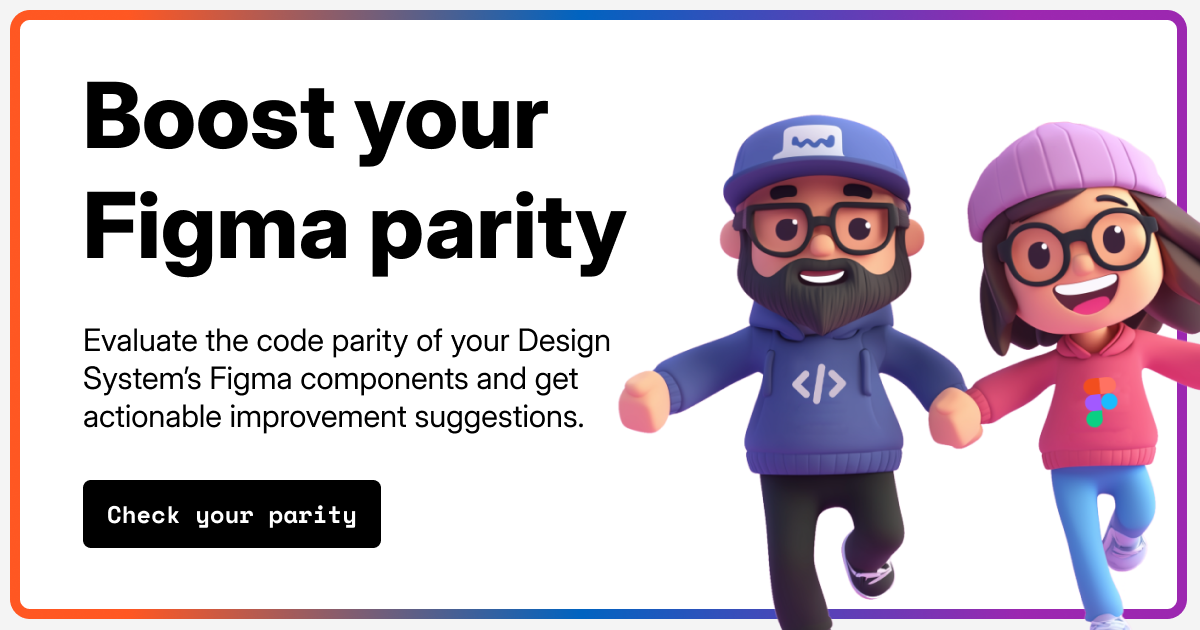 Boost your
Figma parity
Evaluate the code parity of your Design
System’s Figma components and get
actionable improvement suggestions.
</>
Check your parity